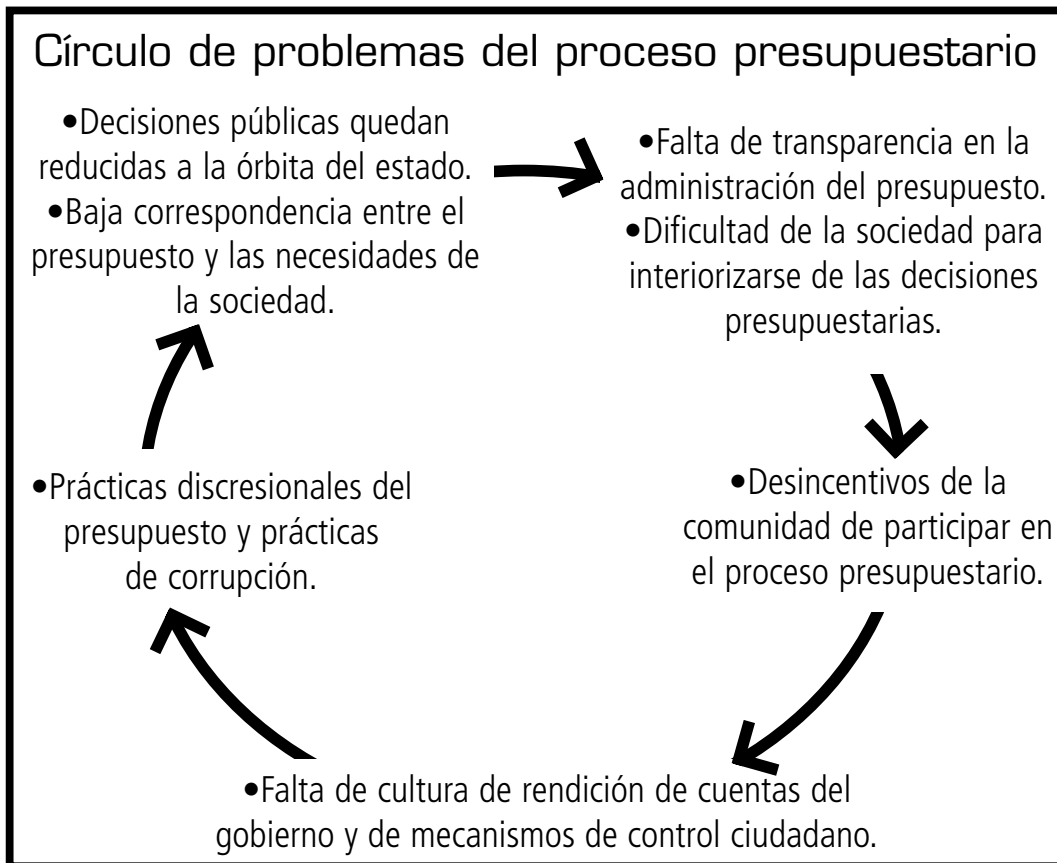 Círculo de problemas del proceso presupuestario
•Decisiones públicas quedan
reducidas a la órbita del estado.
•Baja correspondencia entre el
presupuesto y las necesidades de
la sociedad.
•Falta de transparencia en la
administración del presupuesto.
•Dificultad de la sociedad para
interiorizarse de las decisiones
presupuestarias.
•Desincentivos de la
comunidad de participar en
el proceso presupuestario.
•Falta de cultura de rendición de cuentas del
gobierno y de mecanismos de control ciudadano.
•Prácticas discresionales del
presupuesto y prácticas
de corrupción.